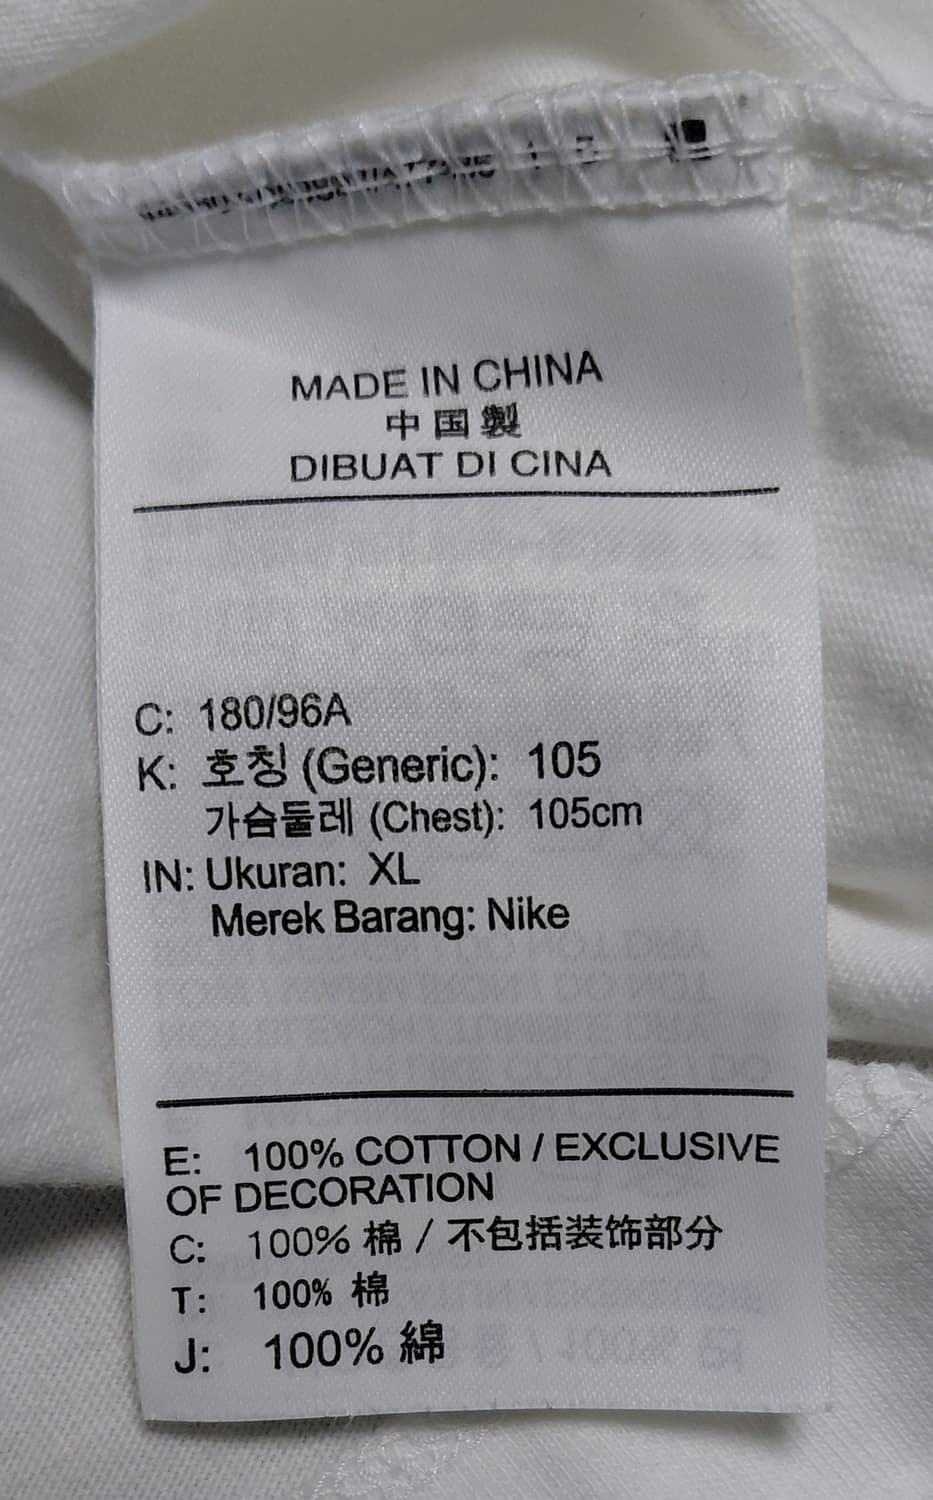 MADE IN CHINA
中国製
DIBUAT DI CINA
C: 180/96A
K: 호칭 (Generic): 105
가슴둘레 (Chest): 105cm
IN: Ukuran: XL
Merek Barang: Nike
E: 100% COTTON / EXCLUSIVE
OF DECORATION
C: 100% 棉 / 不包括装饰部分
T: 100% 棉
J: 100% 綿